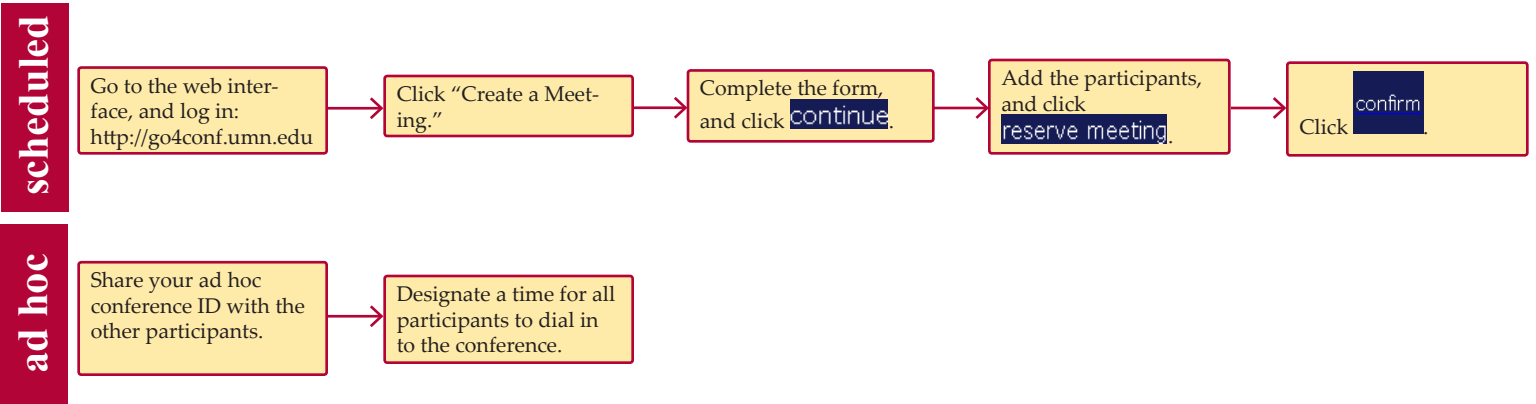 scheduled
Go to the web inter-
face, and log in:
http://go4conf.umn.edu
Click “Create a Meet-
ing.”
Complete the form,
and click continue.
Add the participants,
and click
reserve meeting.
confirm
Click .
ad hoc
Share your ad hoc
conference ID with the
other participants.
Designate a time for all
participants to dial in
to the conference.